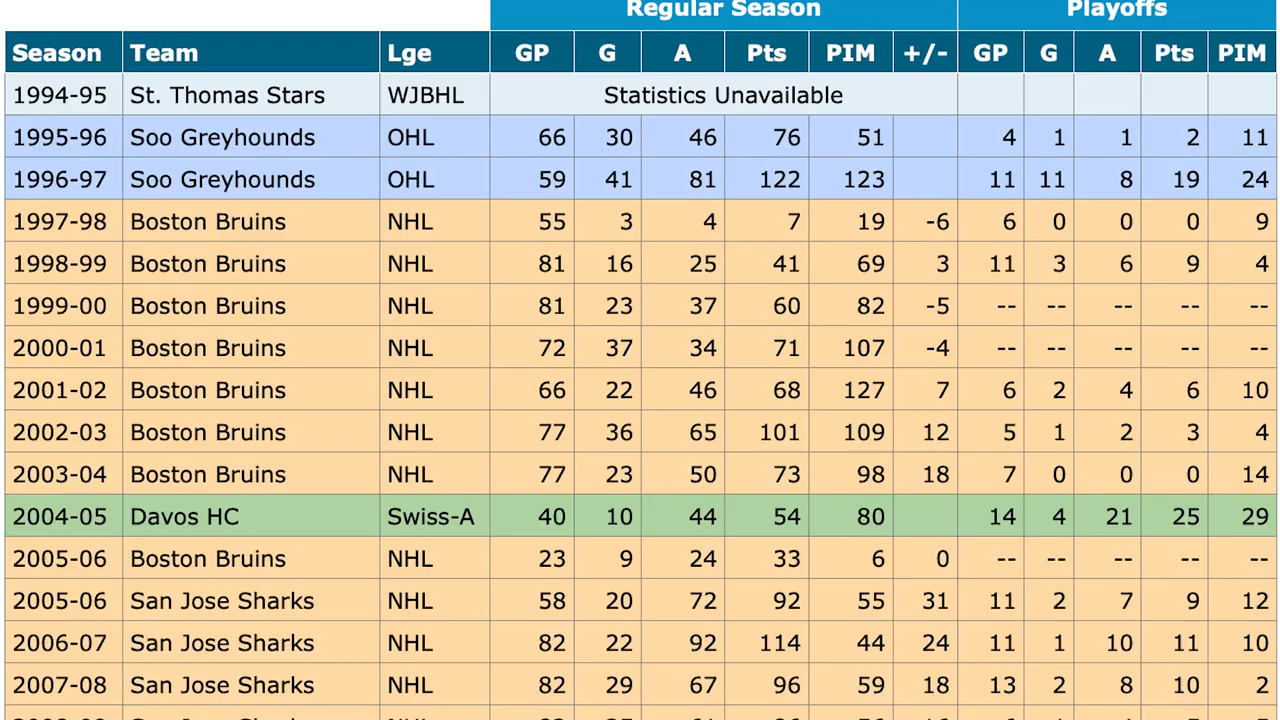 Regular Season Playoffs
Season Team Lge GP G A Pts PIM +/- GP G A Pts PIM
1994-95 St. Thomas Stars WJBHL Statistics Unavailable
1995-96 Soo Greyhounds OHL 66 30 46 76 51 4 1 1 2 11
1996-97 Soo Greyhounds OHL 59 41 81 122 123 11 11 8 19 24
1997-98 Boston Bruins NHL 55 3 4 7 19 -6 6 0 0 0 9
1998-99 Boston Bruins NHL 81 16 25 41 69 3 11 3 6 9 4
1999-00 Boston Bruins NHL 81 23 37 60 82 -5 -- -- -- -- --
2000-01 Boston Bruins NHL 72 37 34 71 107 -4 -- -- -- -- --
2001-02 Boston Bruins NHL 66 22 46 68 127 7 6 2 4 6 10
2002-03 Boston Bruins NHL 77 36 65 101 109 12 5 1 2 3 4
2003-04 Boston Bruins NHL 77 23 50 73 98 18 7 0 0 0 14
2004-05 Davos HC Swiss-A 40 10 44 54 80 14 4 21 25 29
2005-06 Boston Bruins NHL 23 9 24 33 6 0 -- -- -- -- --
2005-06 San Jose Sharks NHL 58 20 72 92 55 31 11 2 7 9 12
2006-07 San Jose Sharks NHL 82 22 92 114 44 24 11 1 10 11 10
2007-08 San Jose Sharks NHL 82 29 67 96 59 18 13 2 8 10 2